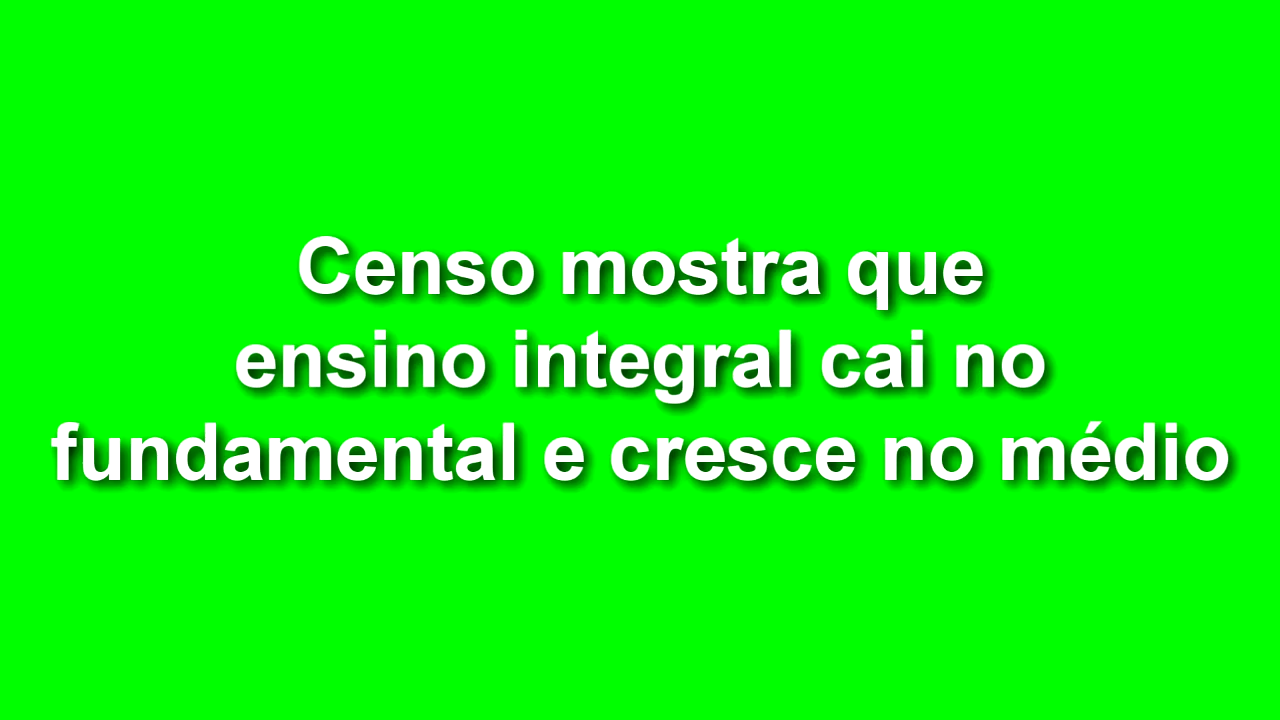 Censo mostra que
ensino integral cai no
fundamental e cresce no médio